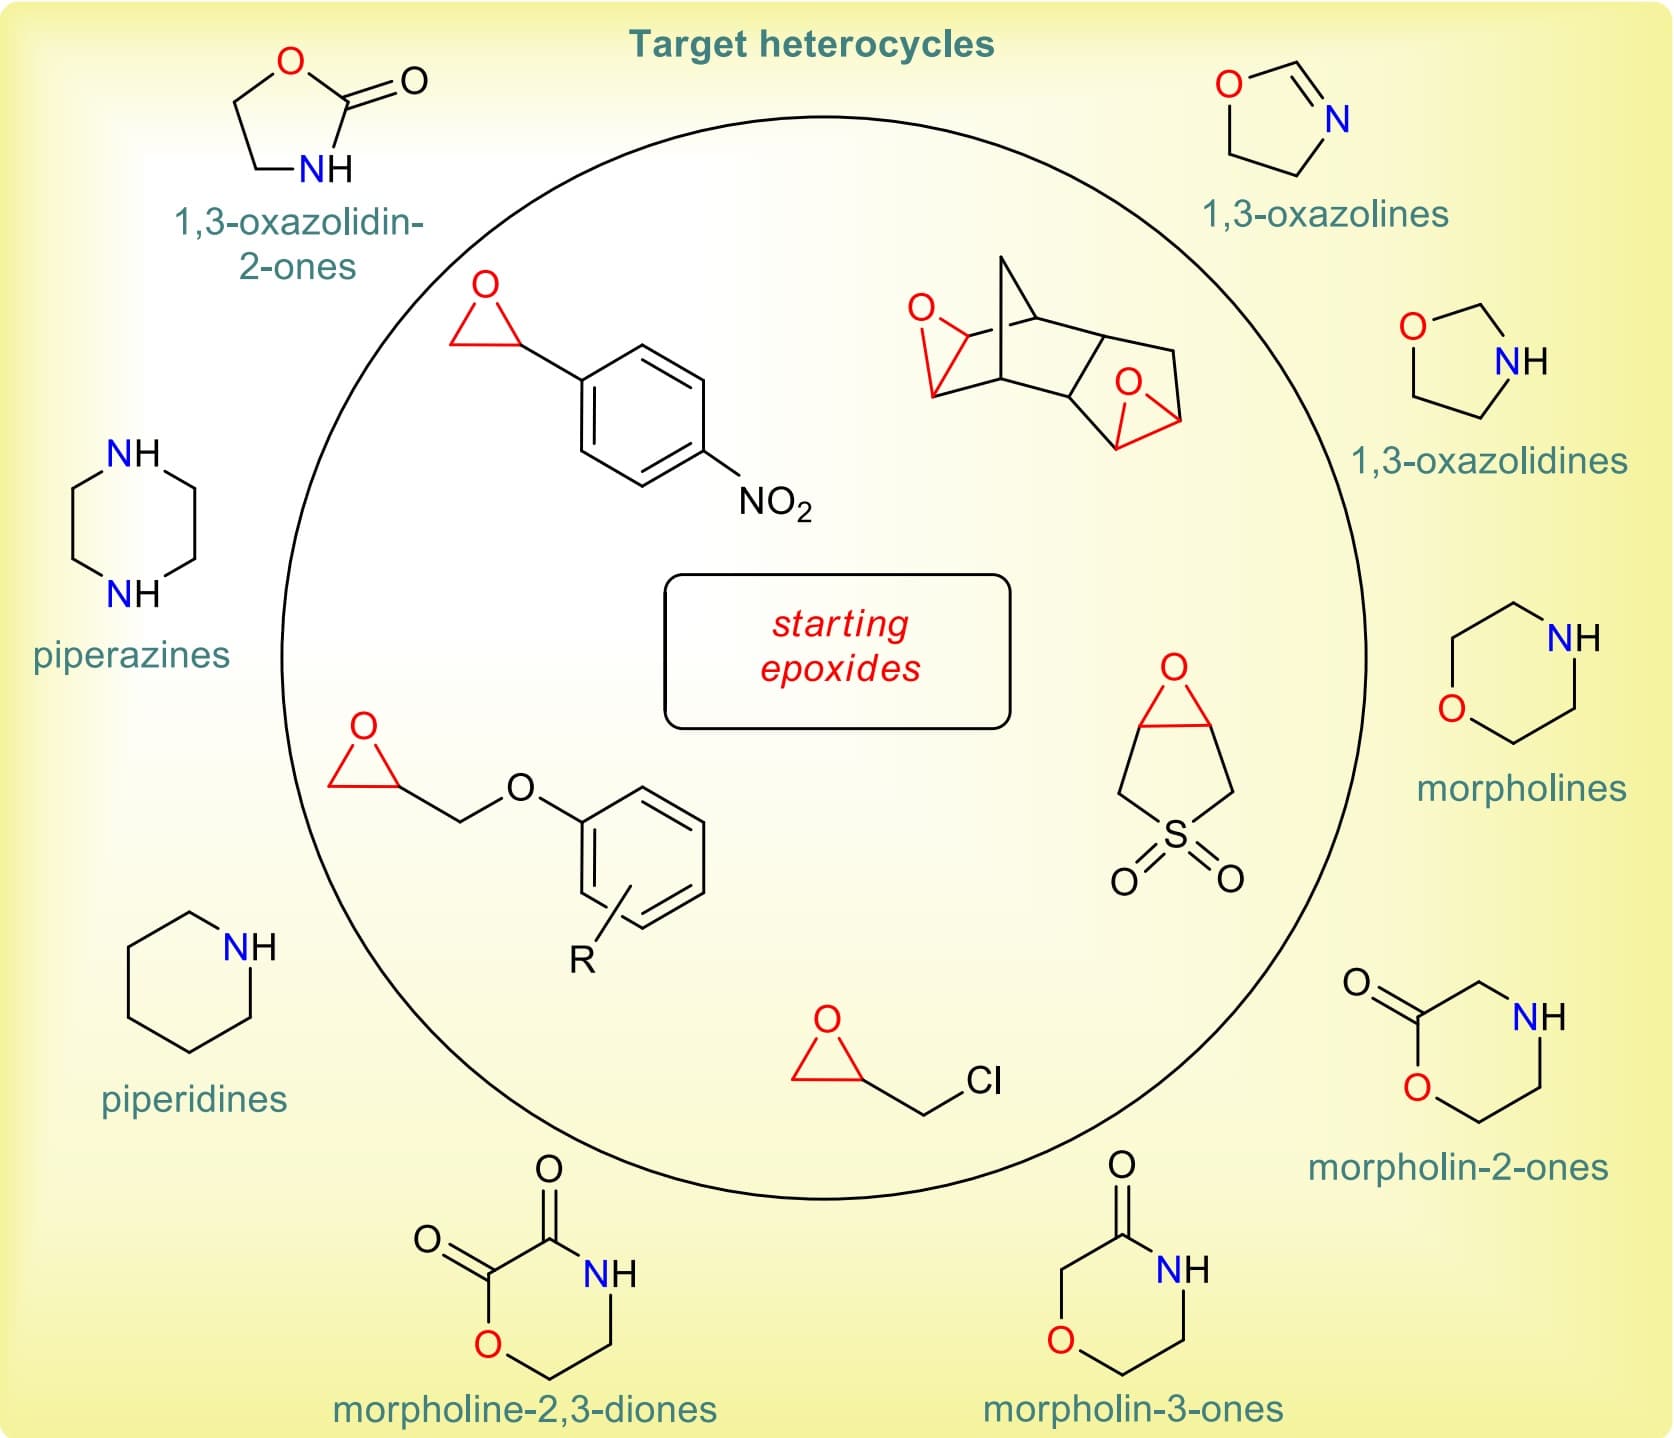 Target heterocycles
O
O
NH
1,3-oxazolidin-
2-ones
O
N
1,3-oxazolines
O
NH
1,3-oxazolidines
NH
NH
piperazines
NH
O
morpholines
NH
piperidines
O
NH
O
morpholin-2-ones
O
O
NH
O
morpholine-2,3-diones
O
NH
O
morpholin-3-ones
O
NO2
O
O
starting
epoxides
O
S
O
O
O
O
R
O
Cl